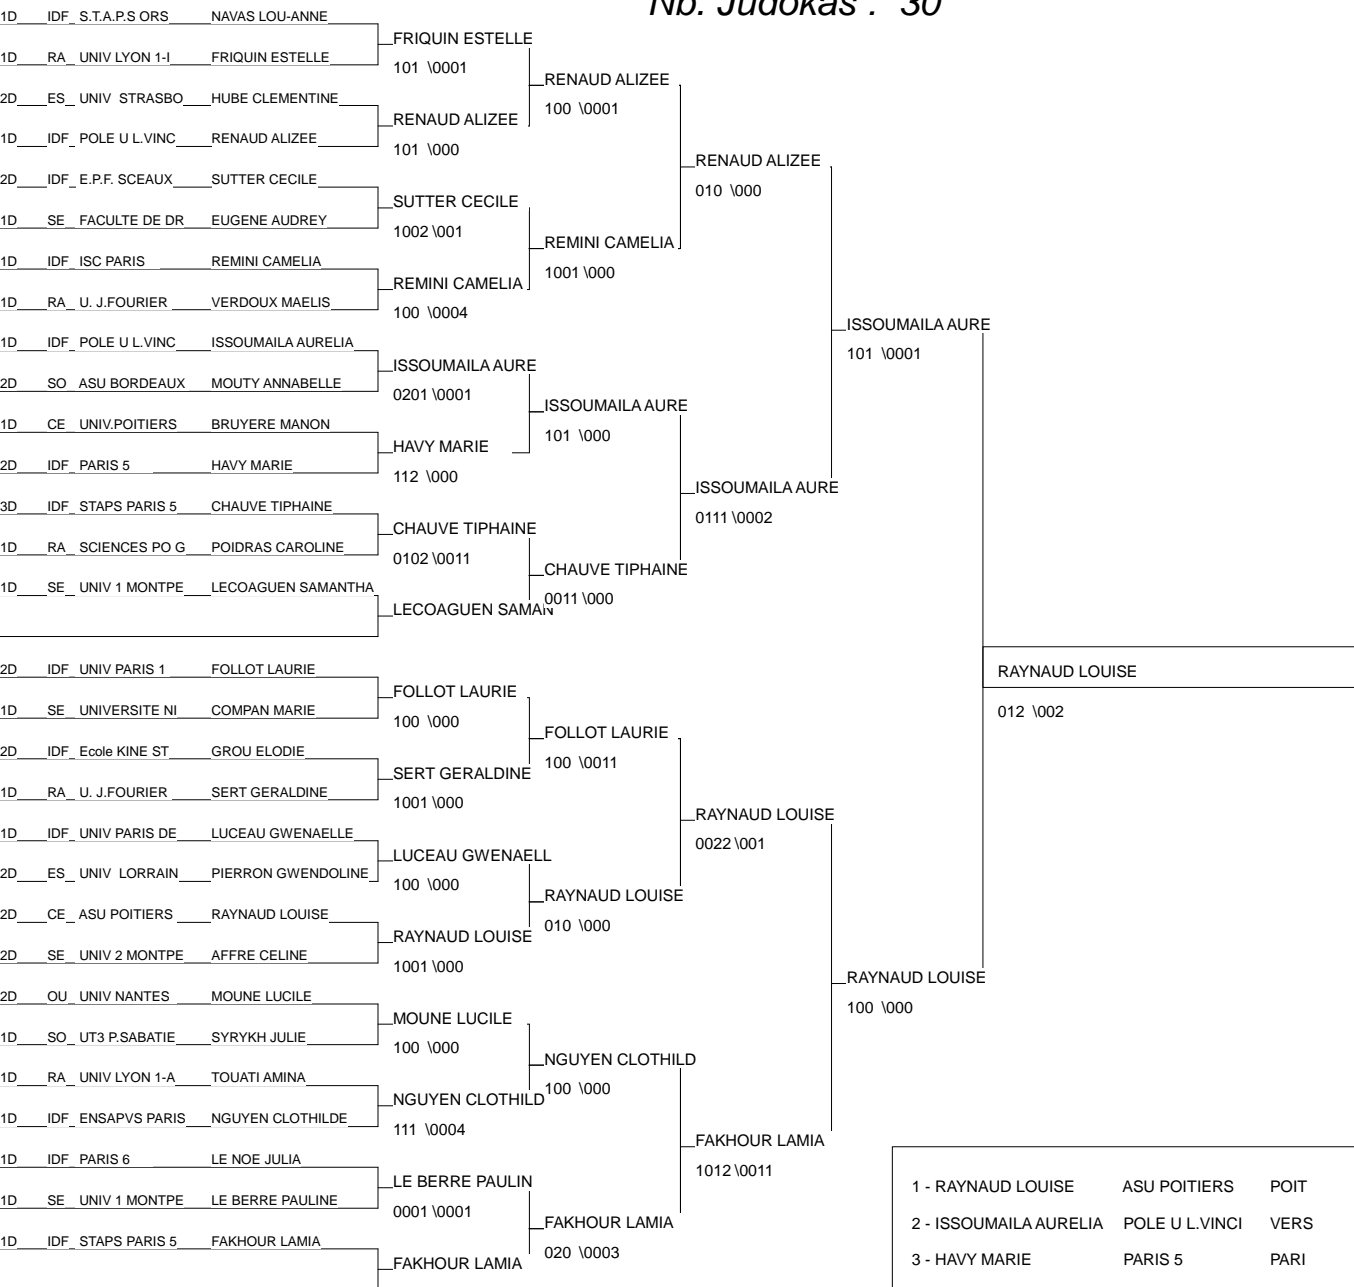 Nb. Judokas : 30
1D IDF S.T.A.P.S ORS NAVAS LOU-ANNE
1D RA UNIV LYON 1-I FRIQUIN ESTELLE
2D ES UNIV STRASBO HUBE CLEMENTINE
1D IDF POLE U L.VINC RENAUD ALIZEE
2D IDF E.P.F. SCEAUX SUTTER CECILE
1D SE FACULTE DE DR EUGENE AUDREY
1D IDF ISC PARIS REMINI CAMELIA
1D RA U. J.FOURIER VERDOUX MAELIS
1D IDF POLE U L.VINC ISSOUMAILA AURELIA
2D SO ASU BORDEAUX MOUTY ANNABELLE
1D CE UNIV.POITIERS BRUYERE MANON
2D IDF PARIS 5 HAVY MARIE
3D IDF STAPS PARIS 5 CHAUVE TIPHAINE
1D RA SCIENCES PO G POIDRAS CAROLINE
1D SE UNIV 1 MONTPE LECOAGUEN SAMANTHA
2D IDF UNIV PARIS 1 FOLLOT LAURIE
1D SE UNIVERSITE NI COMPAN MARIE
2D IDF Ecole KINE ST GROU ELODIE
1D RA U. J.FOURIER SERT GERALDINE
1D IDF UNIV PARIS DE LUCEAU GWENAELLE
2D ES UNIV LORRAIN PIERRON GWENDOLINE
2D CE ASU POITIERS RAYNAUD LOUISE
2D SE UNIV 2 MONTPE AFFRE CELINE
2D OU UNIV NANTES MOUNE LUCILE
1D SO UT3 P.SABATIE SYRYKH JULIE
1D RA UNIV LYON 1-A TOUATI AMINA
1D IDF ENSAPVS PARIS NGUYEN CLOTHILDE
1D IDF PARIS 6 LE NOE JULIA
1D SE UNIV 1 MONTPE LE BERRE PAULINE
1D IDF STAPS PARIS 5 FAKHOUR LAMIA
FRIQUIN ESTELLE
101 \0001
RENAUD ALIZEE
101 \000
SUTTER CECILE
1002 \001
REMINI CAMELIA
100 \0004
ISSOUMAILA AURE
0201 \0001
HAVY MARIE
112 \000
CHAUVE TIPHAINE
0102 \0011
LECOAGUEN SAMAN
FOLLOT LAURIE
100 \000
SERT GERALDINE
1001 \000
LUCEAU GWENAELL
100 \000
RAYNAUD LOUISE
1001 \000
MOUNE LUCILE
100 \000
NGUYEN CLOTHILD
111 \0004
LE BERRE PAULIN
0001 \0001
FAKHOUR LAMIA
RENAUD ALIZEE
100 \0001
REMINI CAMELIA
1001 \000
ISSOUMAILA AURE
101 \000
CHAUVE TIPHAINE
0011 \000
FOLLOT LAURIE
100 \0011
RAYNAUD LOUISE
010 \000
NGUYEN CLOTHILD
100 \000
FAKHOUR LAMIA
020 \0003
RENAUD ALIZEE
010 \000
ISSOUMAILA AURE
0111 \0002
RAYNAUD LOUISE
0022 \001
FAKHOUR LAMIA
1012 \0011
ISSOUMAILA AURE
101 \0001
RAYNAUD LOUISE
100 \000
RAYNAUD LOUISE
012 \002
1 - RAYNAUD LOUISE ASU POITIERS POIT
2 - ISSOUMAILA AURELIA POLE U L.VINCI VERS
3 - HAVY MARIE PARIS 5 PARI